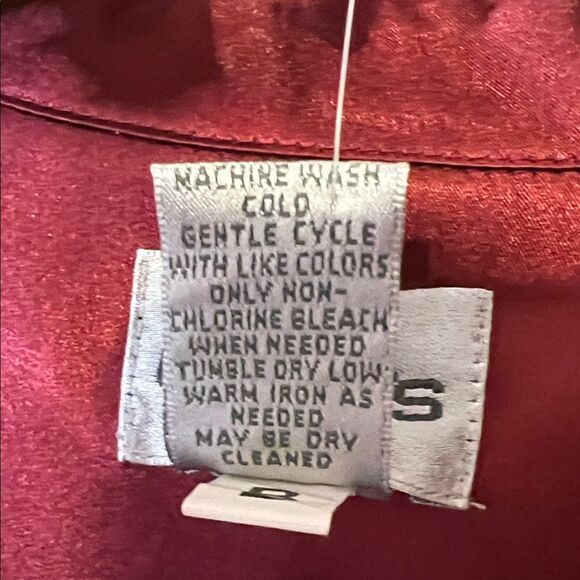 MACHINE WASH
COLD
GENTLE CYCLE
WITH LIKE COLORS
ONLY NON-
CHLORINE BLEACH
WHEN NEEDED
TUMBLE DRY LOW
WARM IRON AS
NEEDED
MAY BE DRY
CLEANED
S